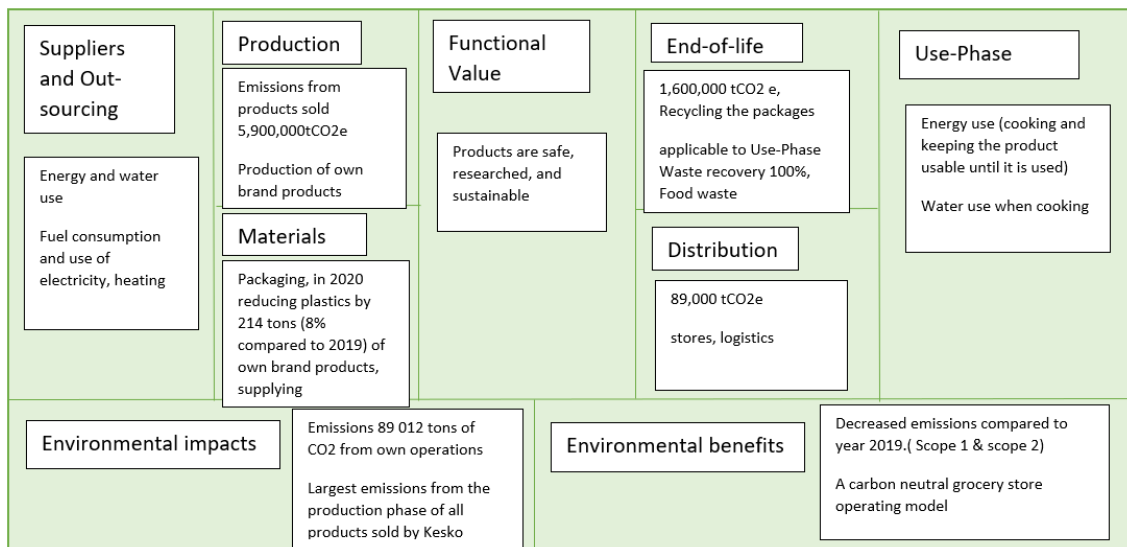 Suppliers
and Out-
sourcing
Energy and water
use
Fuel consumption
and use of
electricity, heating
Production
Emissions from
products sold
5,900,000tCO2e
Production of own
brand products
Materials
Packaging, in 2020
reducing plastics by
214 tons (8%
compared to 2019) of
own brand products,
supplying
Functional
Value
Products are safe,
researched, and
sustainable
End-of-life
1,600,000 tCO2 e,
Recycling the packages
applicable to Use-Phase
Waste recovery 100%,
Food waste
Distribution
89,000 tCO2e
stores, logistics
Use-Phase
Energy use (cooking and
keeping the product
usable until it is used)
Water use when cooking
Environmental impacts
Emissions 89 012 tons of
CO2 from own operations
Largest emissions from the
production phase of all
products sold by Kesko
Environmental benefits
Decreased emissions compared to
year 2019.( Scope 1 & scope 2)
A carbon neutral grocery store
operating model